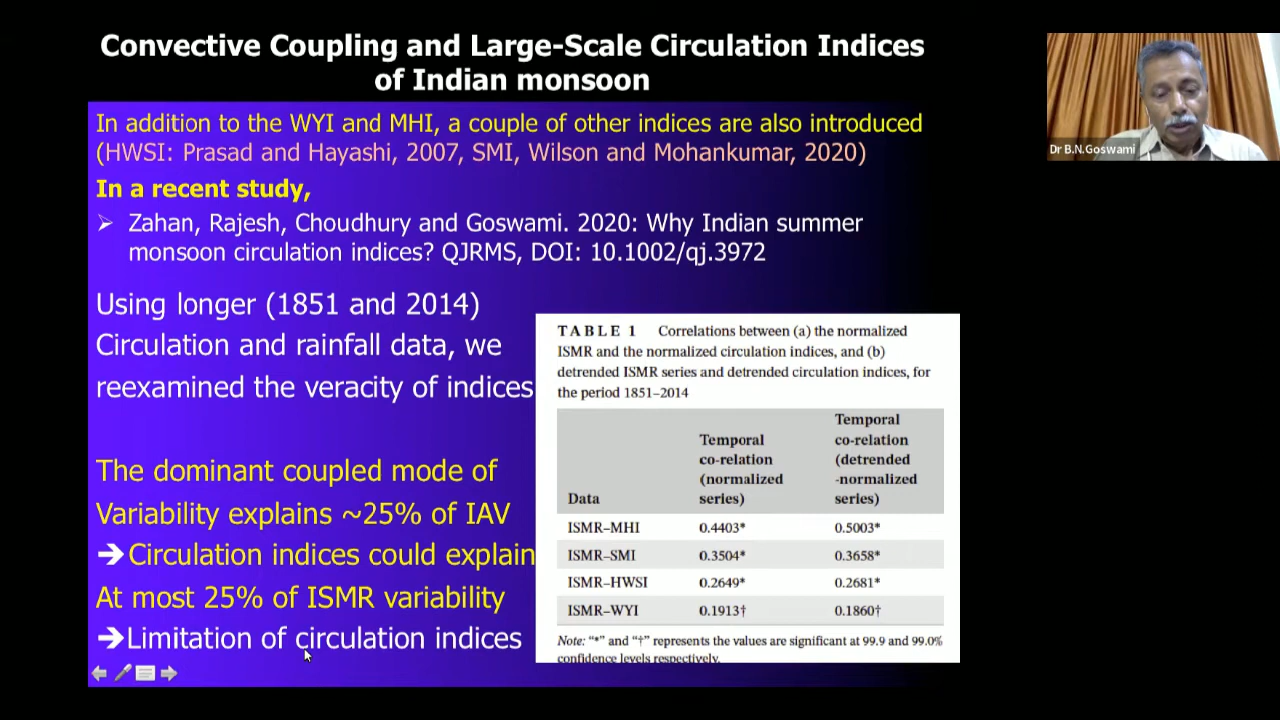 Convective Coupling and Large-Scale Circulation Indices
of Indian monsoon
In addition to the WYI and MHI, a couple of other indices are also introduced
(HWSI: Prasad and Hayashi, 2007, SMI, Wilson and Mohankumar, 2020)
In a recent study,
➢ Zahan, Rajesh, Choudhury and Goswami. 2020: Why Indian summer
monsoon circulation indices? QJRMS, DOI: 10.1002/qj.3972
Using longer (1851 and 2014)
Circulation and rainfall data, we
reexamined the veracity of indices
The dominant coupled mode of
Variability explains ~25% of IAV
➔Circulation indices could explain
At most 25% of ISMR variability
➔Limitation of circulation indices
TABLE 1 Correlations between (a) the normalized
ISMR and the normalized circulation indices, and (b)
detrended ISMR series and detrended circulation indices, for
the period 1851–2014
Data
Temporal
co-relation
(normalized
series)
Temporal
co-relation
(detrended
-normalized
series)
ISMR–MHI 0.4403* 0.5003*
ISMR–SMI 0.3504* 0.3658*
ISMR–HWSI 0.2649* 0.2681*
ISMR–WYI 0.1913† 0.1860†
Note: “*” and “†” represents the values are significant at 99.9 and 99.0%
confidence levels respectively.
Dr B.N.Goswami